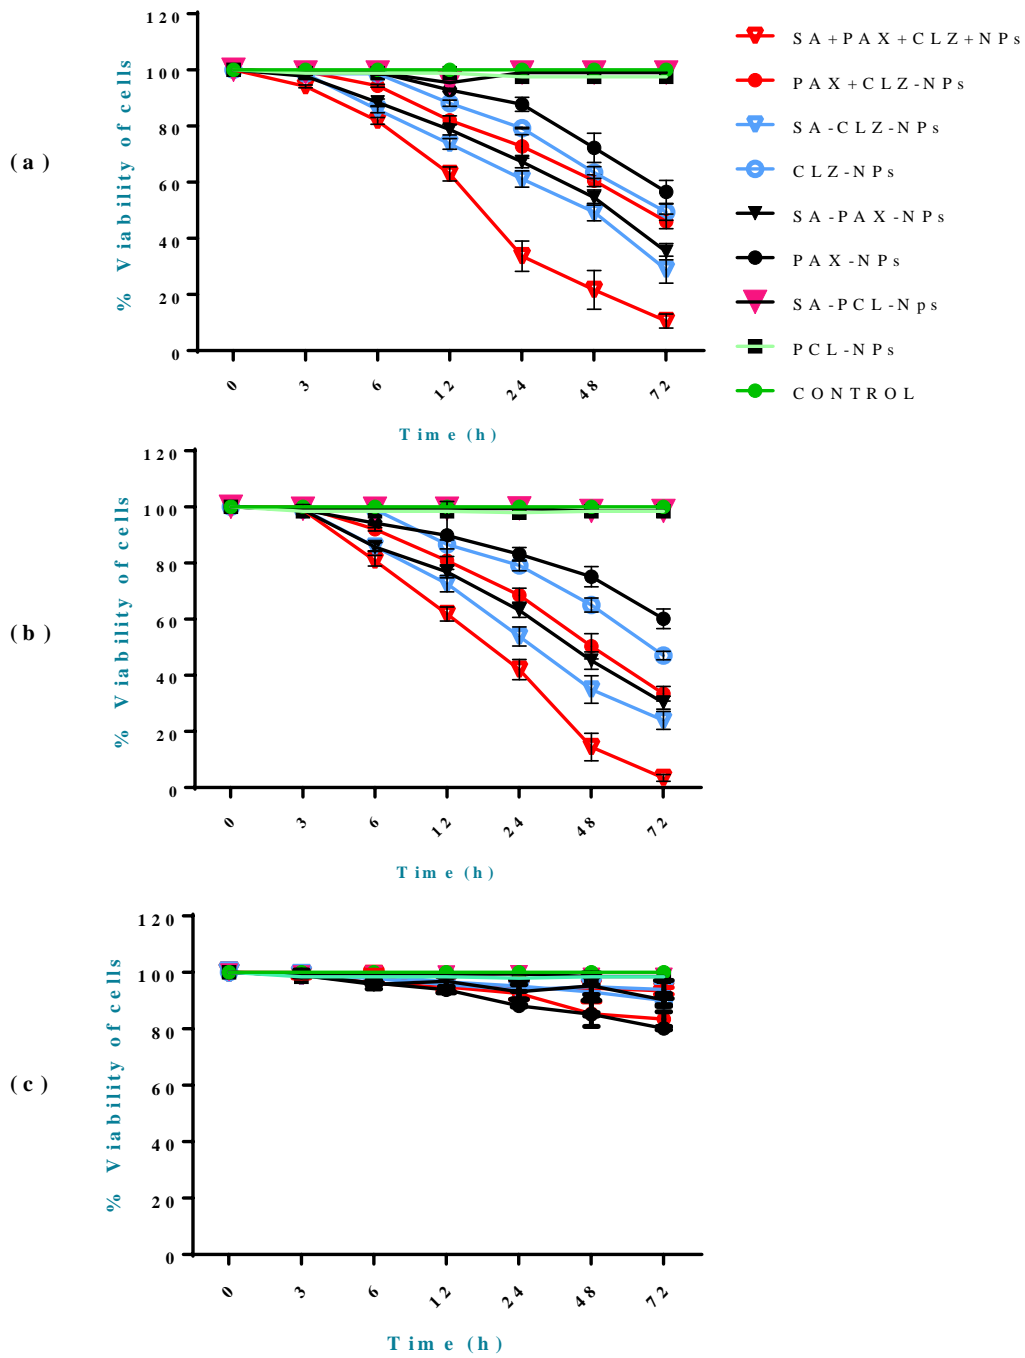 (a)
% Viability of cells
120
100
80
60
40
20
0
0
3
6
12
24
48
72
Time (h)
SA+PAX+CLZ+NPs
PAX+CLZ-NPs
SA-CLZ-NPs
CLZ-NPs
SA-PAX-NPs
PAX-NPs
SA-PCL-Nps
PCL-NPs
CONTROL
(b)
% Viability of cells
120
100
80
60
40
20
0
0
3
6
12
24
48
72
Time (h)
(c)
% Viability of cells
120
100
80
60
40
20
0
0
3
6
12
24
48
72
Time (h)